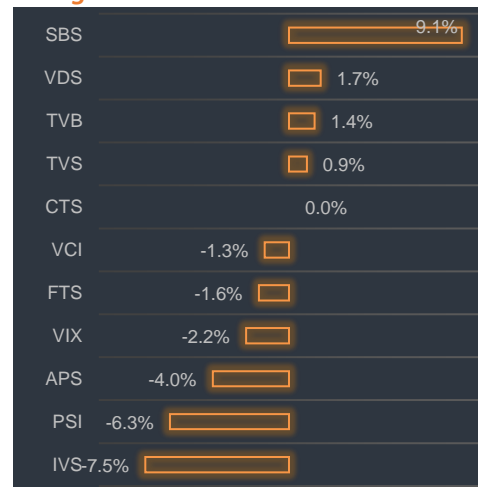 SBS 9.1%
VDS 1.7%
TVB 1.4%
TVS 0.9%
CTS 0.0%
VCI -1.3%
FTS -1.6%
VIX -2.2%
APS -4.0%
PSI -6.3%
IVS -7.5%